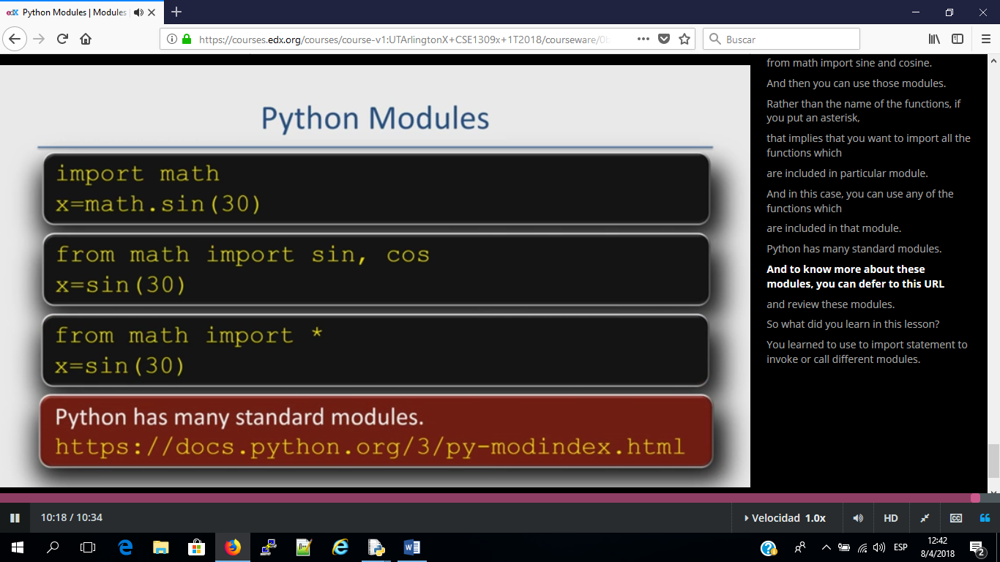 edX Python Modules | Modules
https://courses.edx.org/courses/course-v1:UTArlingtonX+CSE1309x+1T2018/courseware/0b
Buscar
Python Modules
import math
x=math.sin(30)
from math import sin, cos
x=sin(30)
from math import *
x=sin(30)
Python has many standard modules.
https://docs.python.org/3/py-modindex.html
from math import sine and cosine.
And then you can use those modules.
Rather than the name of the functions, if
you put an asterisk,
that implies that you want to import all the
functions which
are included in particular module.
And in this case, you can use any of the
functions which
are included in that module.
Python has many standard modules.
And to know more about these
modules, you can defer to this URL
and review these modules.
So what did you learn in this lesson?
You learned to use to import statement to
invoke or call different modules.
10:18 / 10:34
Velocidad 1.0x
HD
CC
ESP
12:42
8/4/2018
2